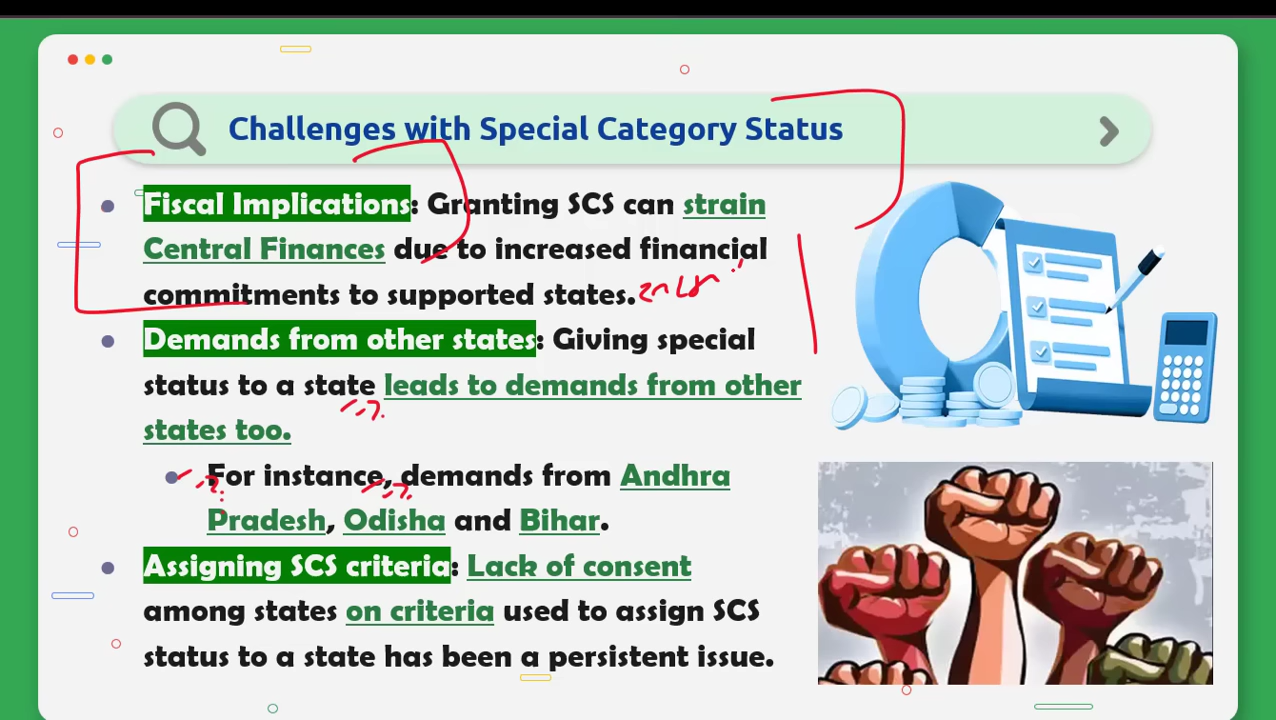 Challenges with Special Category Status
Fiscal Implications: Granting SCS can strain
Central Finances due to increased financial
commitments to supported states.
Demands from other states: Giving special
status to a state leads to demands from other
states too.
For instance, demands from Andhra
Pradesh, Odisha and Bihar.
Assigning SCS criteria: Lack of consent
among states on criteria used to assign SCS
status to a state has been a persistent issue.